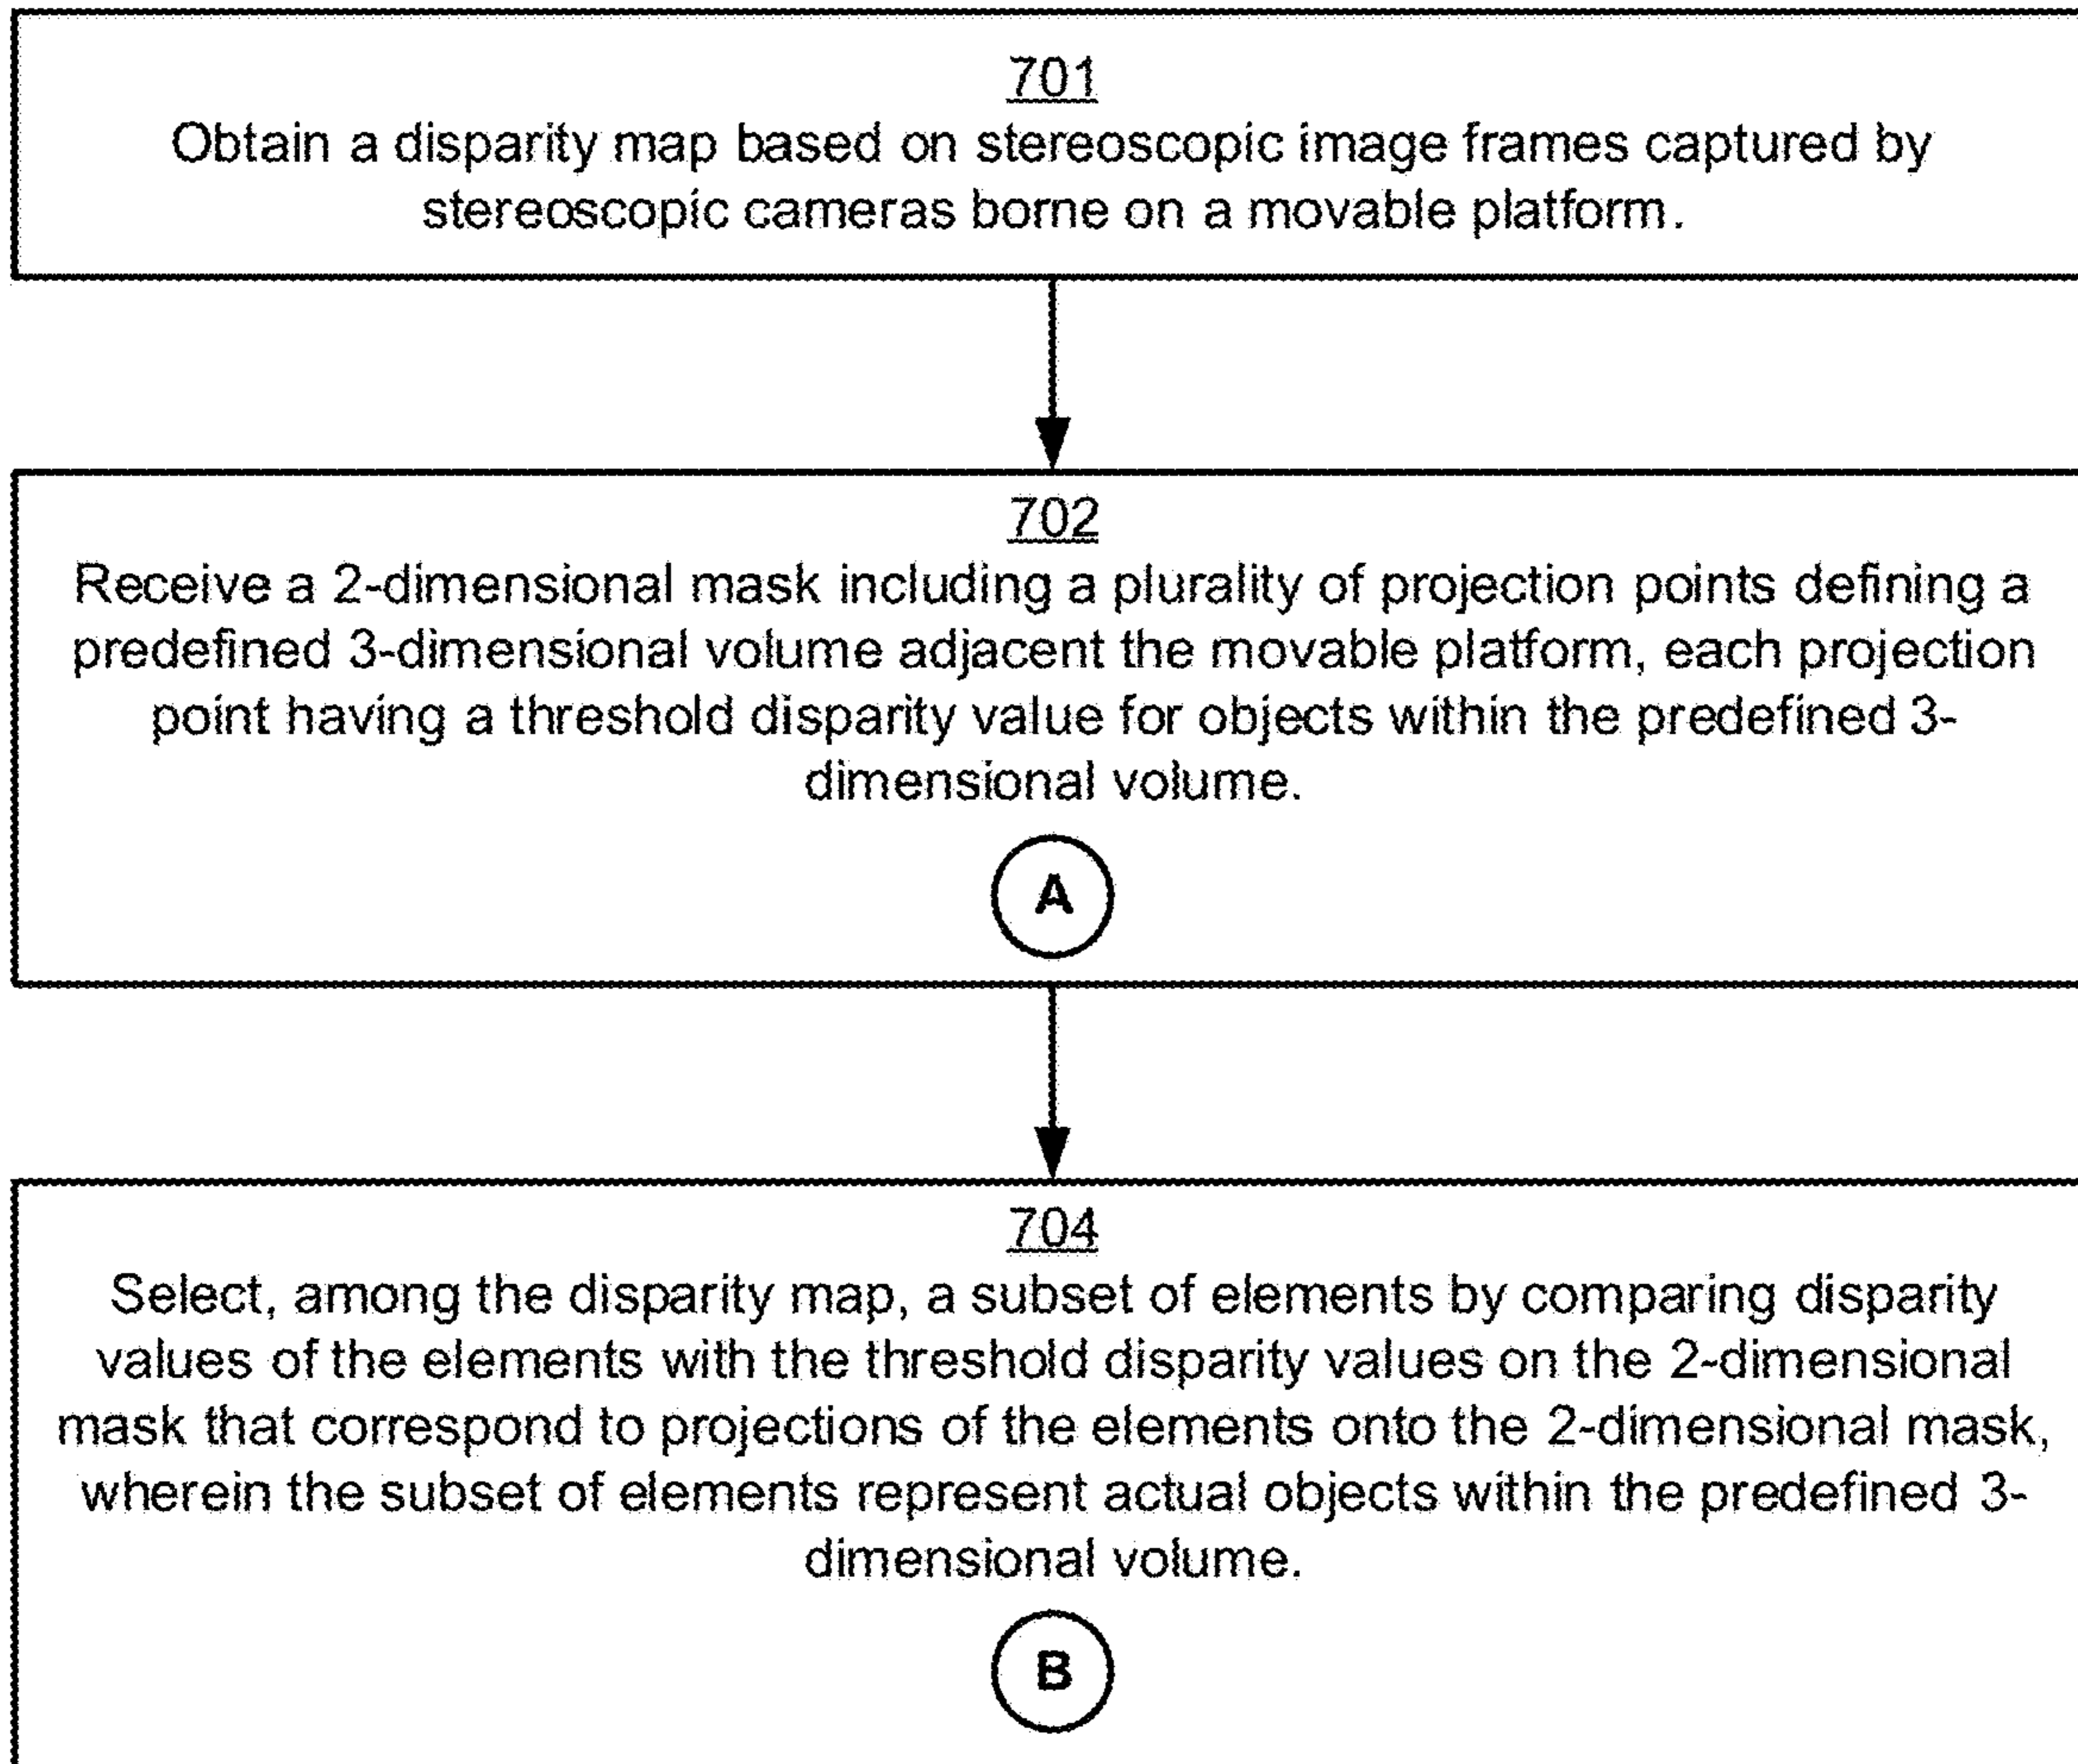 701
Obtain a disparity map based on stereoscopic image frames captured by
stereoscopic cameras borne on a movable platform.
702
Receive a 2-dimensional mask including a plurality of projection points defining a
predefined 3-dimensional volume adjacent the movable platform, each projection
point having a threshold disparity value for objects within the predefined 3-
dimensional volume.
A
704
Select, among the disparity map, a subset of elements by comparing disparity
values of the elements with the threshold disparity values on the 2-dimensional
mask that correspond to projections of the elements onto the 2-dimensional mask,
wherein the subset of elements represent actual objects within the predefined 3-
dimensional volume.
B